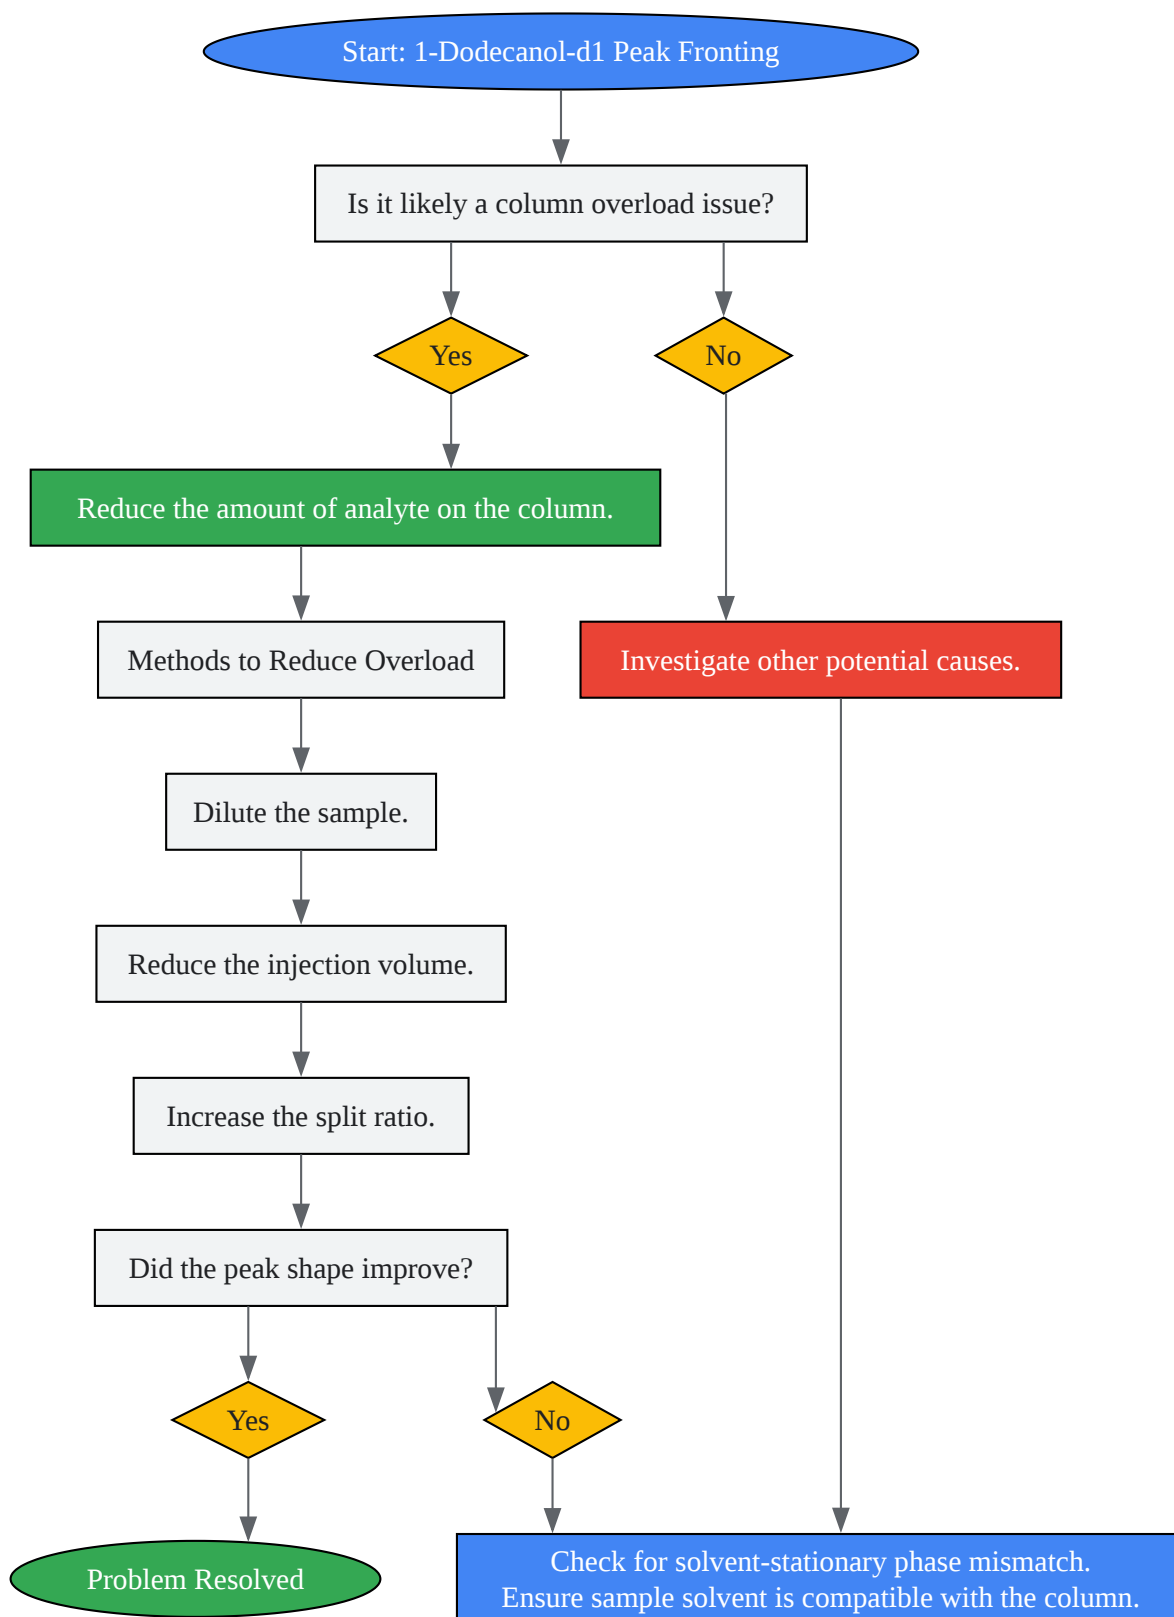 Start: 1-Dodecanol-d1 Peak Fronting
Is it likely a column overload issue?
Yes
No
Reduce the amount of analyte on the column.
Methods to Reduce Overload
Investigate other potential causes.
Dilute the sample.
Reduce the injection volume.
Increase the split ratio.
Did the peak shape improve?
Yes
No
Problem Resolved
Check for solvent-stationary phase mismatch.
Ensure sample solvent is compatible with the column.